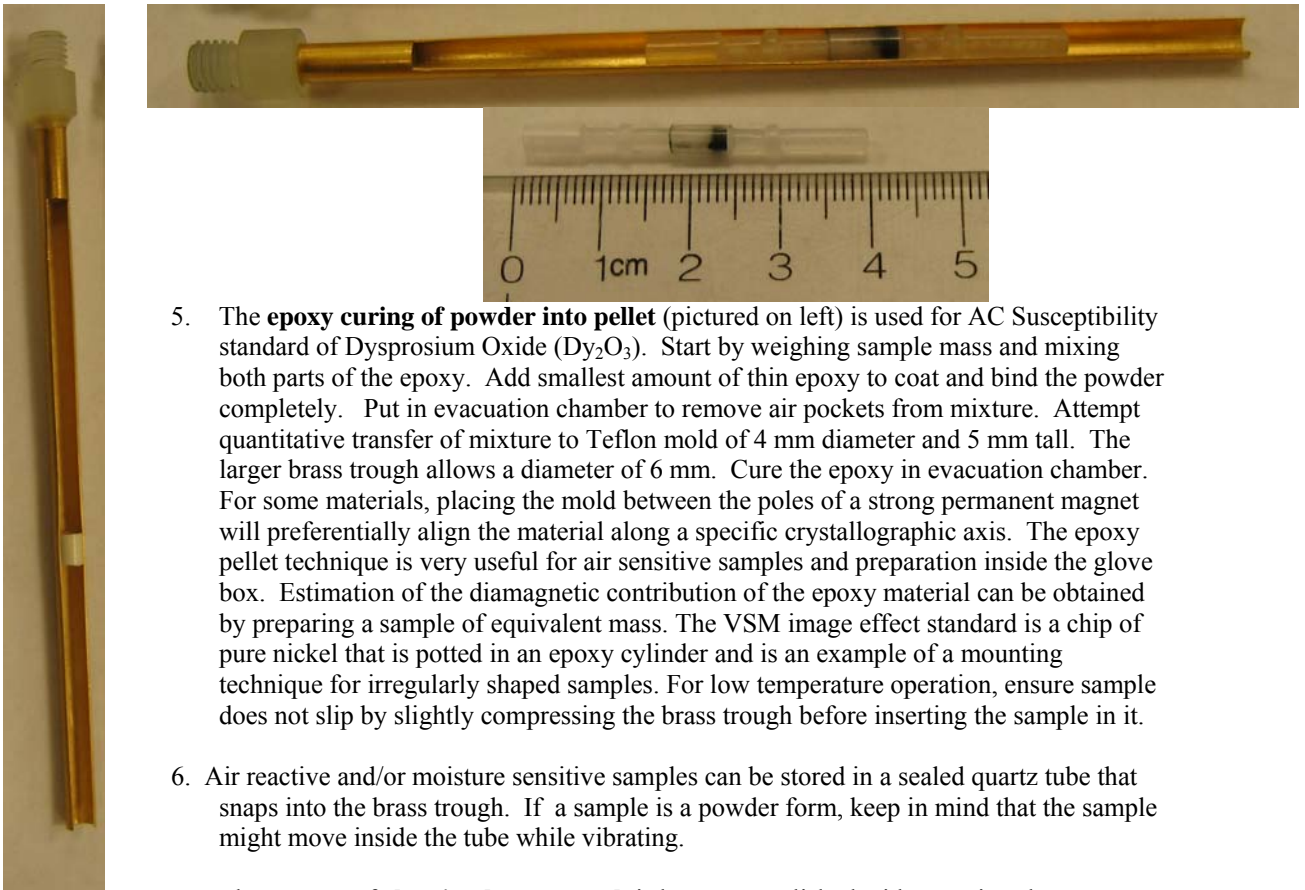 0 1cm 2 3 4 5
5. The epoxy curing of powder into pellet (pictured on left) is used for AC Susceptibility
standard of Dysprosium Oxide (Dy₂O₃). Start by weighing sample mass and mixing
both parts of the epoxy. Add smallest amount of thin epoxy to coat and bind the powder
completely. Put in evacuation chamber to remove air pockets from mixture. Attempt
quantitative transfer of mixture to Teflon mold of 4 mm diameter and 5 mm tall. The
larger brass trough allows a diameter of 6 mm. Cure the epoxy in evacuation chamber.
For some materials, placing the mold between the poles of a strong permanent magnet
will preferentially align the material along a specific crystallographic axis. The epoxy
pellet technique is very useful for air sensitive samples and preparation inside the glove
box. Estimation of the diamagnetic contribution of the epoxy material can be obtained
by preparing a sample of equivalent mass. The VSM image effect standard is a chip of
pure nickel that is potted in an epoxy cylinder and is an example of a mounting
technique for irregularly shaped samples. For low temperature operation, ensure sample
does not slip by slightly compressing the brass trough before inserting the sample in it.
6. Air reactive and/or moisture sensitive samples can be stored in a sealed quartz tube that
snaps into the brass trough. If a sample is a powder form, keep in mind that the sample
might move inside the tube while vibrating.